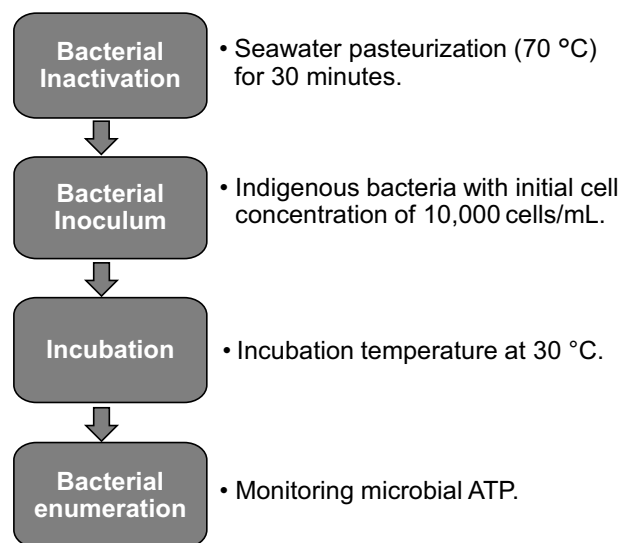 Bacterial
Inactivation
• Seawater pasteurization (70 °C)
for 30 minutes.
Bacterial
Inoculum
• Indigenous bacteria with initial cell
concentration of 10,000 cells/mL.
Incubation
• Incubation temperature at 30 °C.
Bacterial
enumeration
• Monitoring microbial ATP.